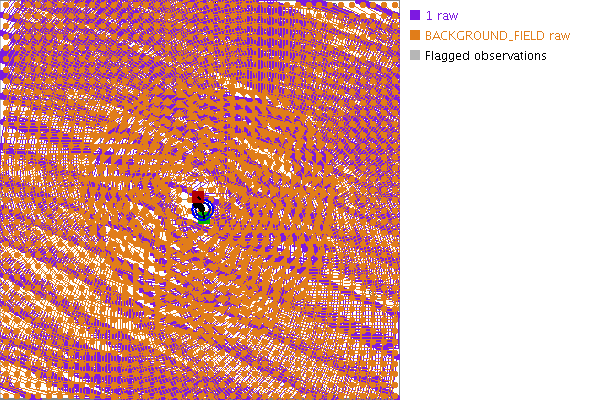 1 raw
BACKGROUND_FIELD raw
Flagged observations